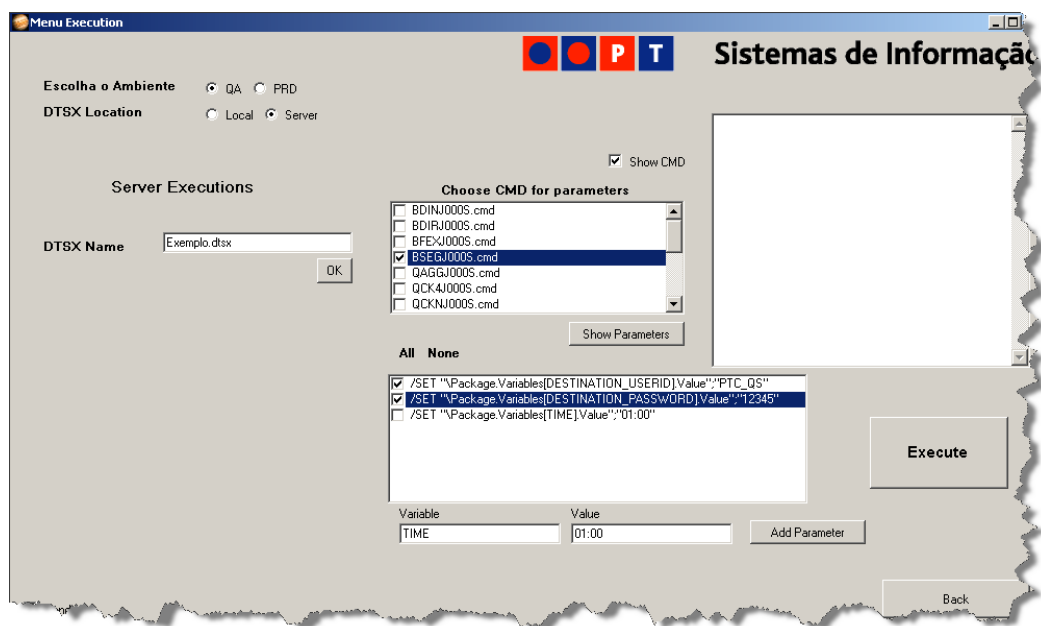 Menu Execution
P T Sistemas de Informação
Escolha o Ambiente QA PRD
DTSX Location Local Server
Show CMD
Server Executions
Choose CMD for parameters
BDINJ000S.cmd
BDIRJ000S.cmd
BFEXJ000S.cmd
BSEGJ000S.cmd
QAGGJ000S.cmd
QCK4J000S.cmd
QCKNJ000S.cmd
DTSX Name Exemplo.dtsx
OK
Show Parameters
All None
/SET "\Package.Variables[DESTINATION_USERID].Value";"PTC_QS"
/SET "\Package.Variables[DESTINATION_PASSWORD].Value";"12345"
/SET "\Package.Variables[TIME].Value";"01:00"
Execute
Variable Value
TIME 01:00 Add Parameter
Back